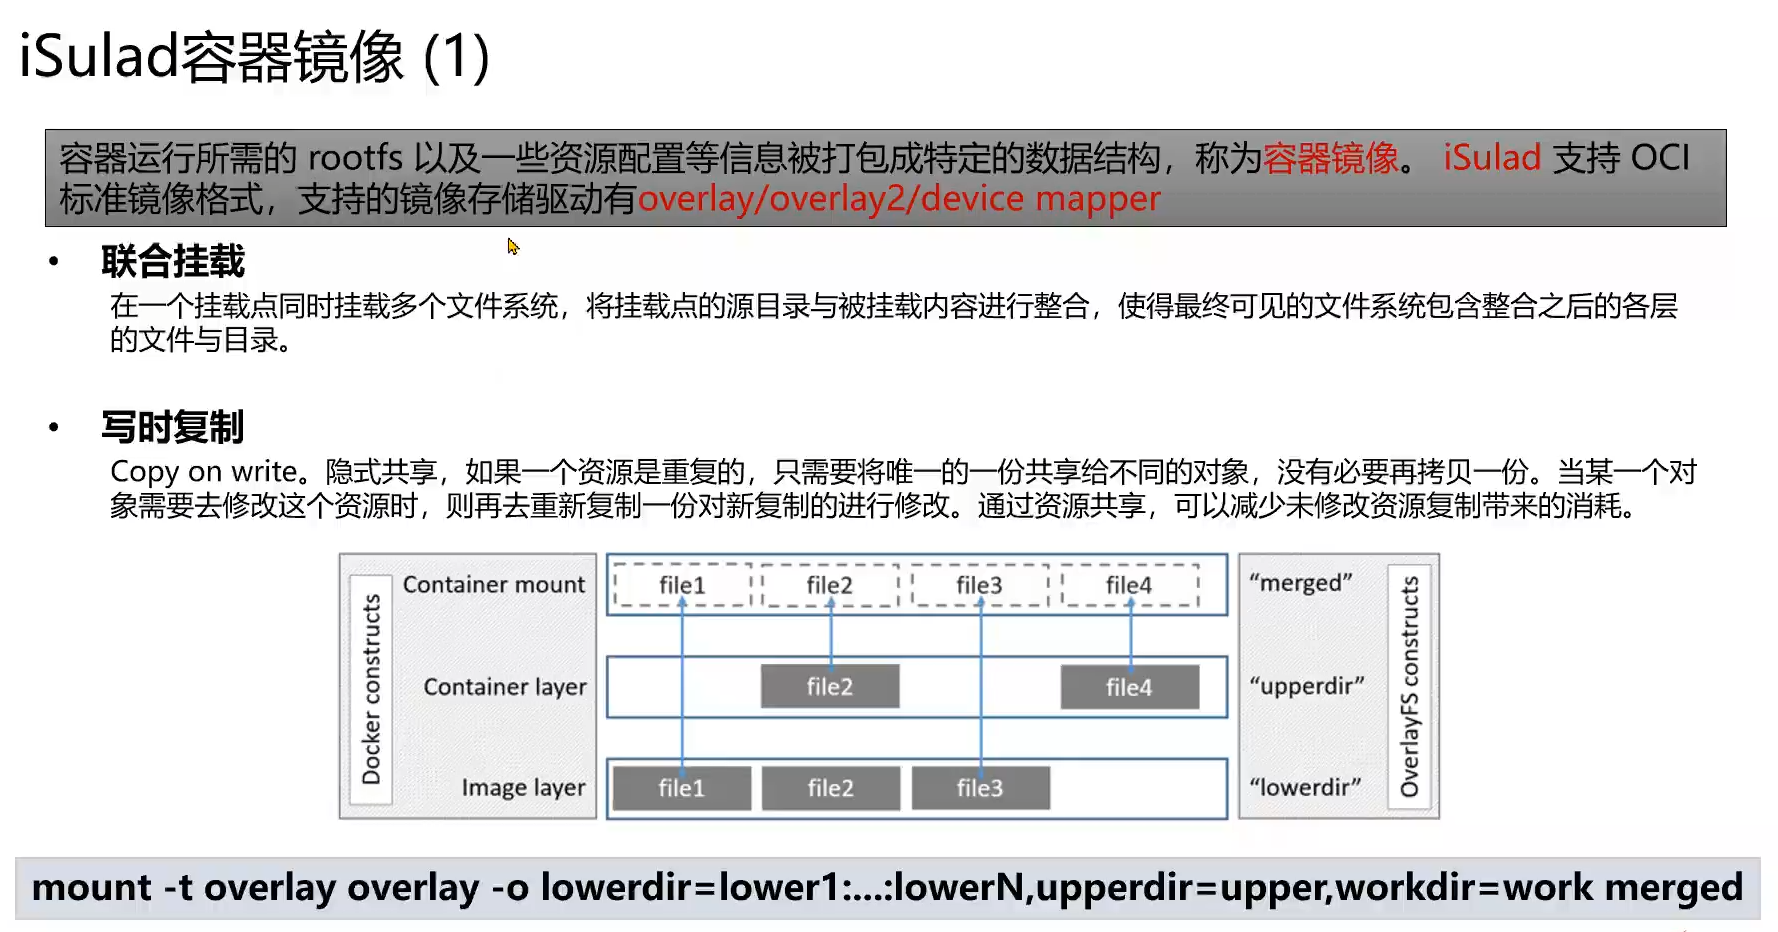 iSulad容器镜像 (1)
容器运行所需的 rootfs 以及一些资源配置等信息被打包成特定的数据结构，称为容器镜像。 iSulad 支持 OCI
标准镜像格式，支持的镜像存储驱动有overlay/overlay2/device mapper
• 联合挂载
在一个挂载点同时挂载多个文件系统，将挂载点的源目录与被挂载内容进行整合，使得最终可见的文件系统包含整合之后的各层
的文件与目录。
• 写时复制
Copy on write。隐式共享，如果一个资源是重复的，只需要将唯一的一份共享给不同的对象，没有必要再拷贝一份。当某一个对
象需要去修改这个资源时，则再去重新复制一份对新复制的进行修改。通过资源共享，可以减少未修改资源复制带来的消耗。
Docker constructs
Container mount
file1 file2 file3 file4
“merged”
Container layer
file2 file4
“upperdir”
Image layer
file1 file2 file3
“lowerdir”
OverlayFS constructs
mount -t overlay overlay -o lowerdir=lower1:...:lowerN,upperdir=upper,workdir=work merged